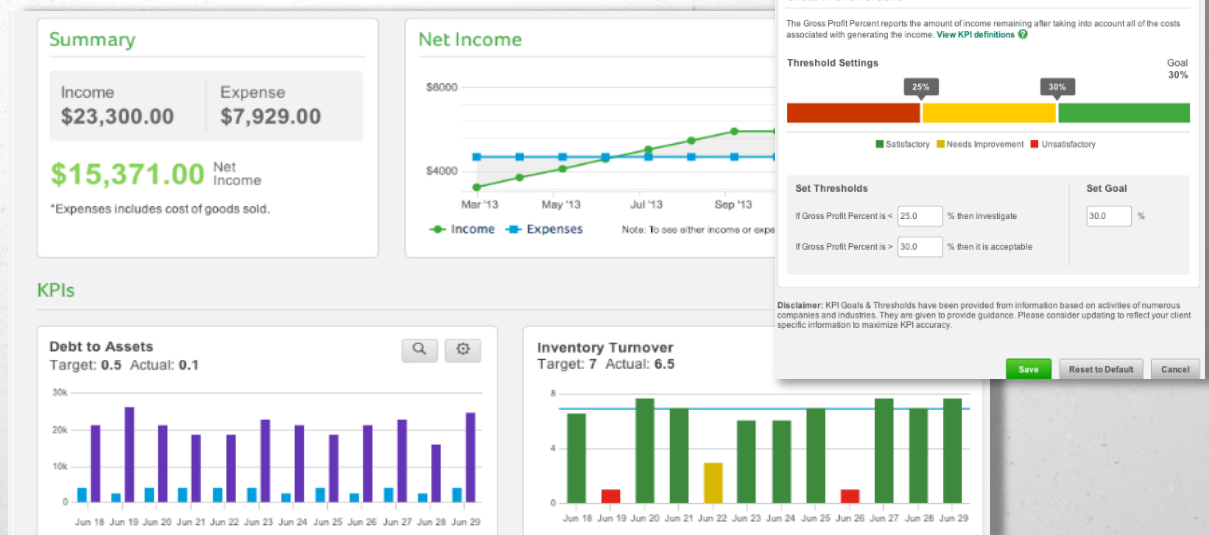 Summary
Income
$23,300.00
Expense
$7,929.00
$15,371.00 Net Income
*Expenses includes cost of goods sold.
Net Income
$6000
$4000
Mar '13 May '13 Jul '13 Sep '13
Income Expenses Note: To see either income or expe
The Gross Profit Percent reports the amount of income remaining after taking into account all of the costs
associated with generating the income. View KPI definitions ?
Threshold Settings
Goal
30%
25% 30%
Satisfactory Needs Improvement Unsatisfactory
Set Thresholds
Set Goal
If Gross Profit Percent is < 25.0 % then investigate
30.0 %
If Gross Profit Percent is > 30.0 % then it is acceptable
Disclaimer: KPI Goals & Thresholds have been provided from information based on activities of numerous
companies and industries. They are given to provide guidance. Please consider updating to reflect your client
specific information to maximize KPI accuracy.
Save Reset to Default Cancel
KPIs
Debt to Assets
Target: 0.5 Actual: 0.1
30k
20k
10k
0
Jun 18 Jun 19 Jun 20 Jun 21 Jun 22 Jun 23 Jun 24 Jun 25 Jun 26 Jun 27 Jun 28 Jun 29
Inventory Turnover
Target: 7 Actual: 6.5
8
4
0
Jun 18 Jun 19 Jun 20 Jun 21 Jun 22 Jun 23 Jun 24 Jun 25 Jun 26 Jun 27 Jun 28 Jun 29